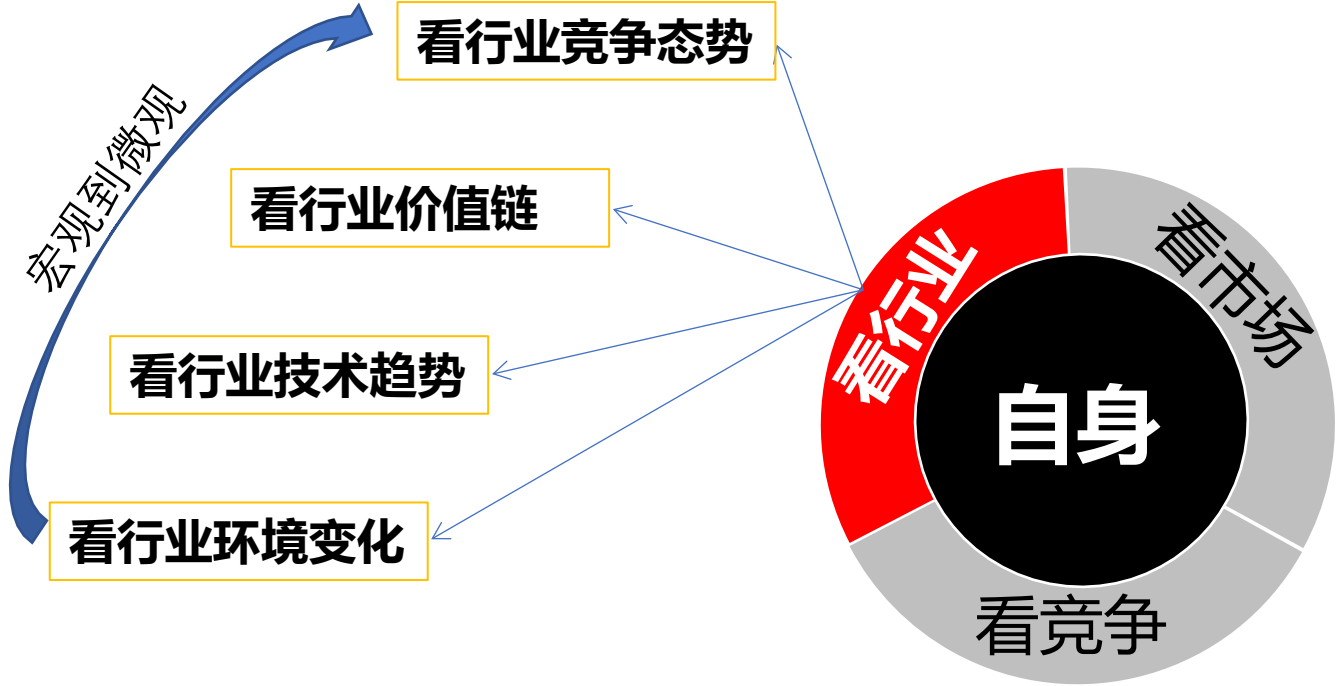 看行业竞争态势
宏观到微观
看行业价值链
看行业技术趋势
看行业环境变化
看行业
看市场
自身
看竞争